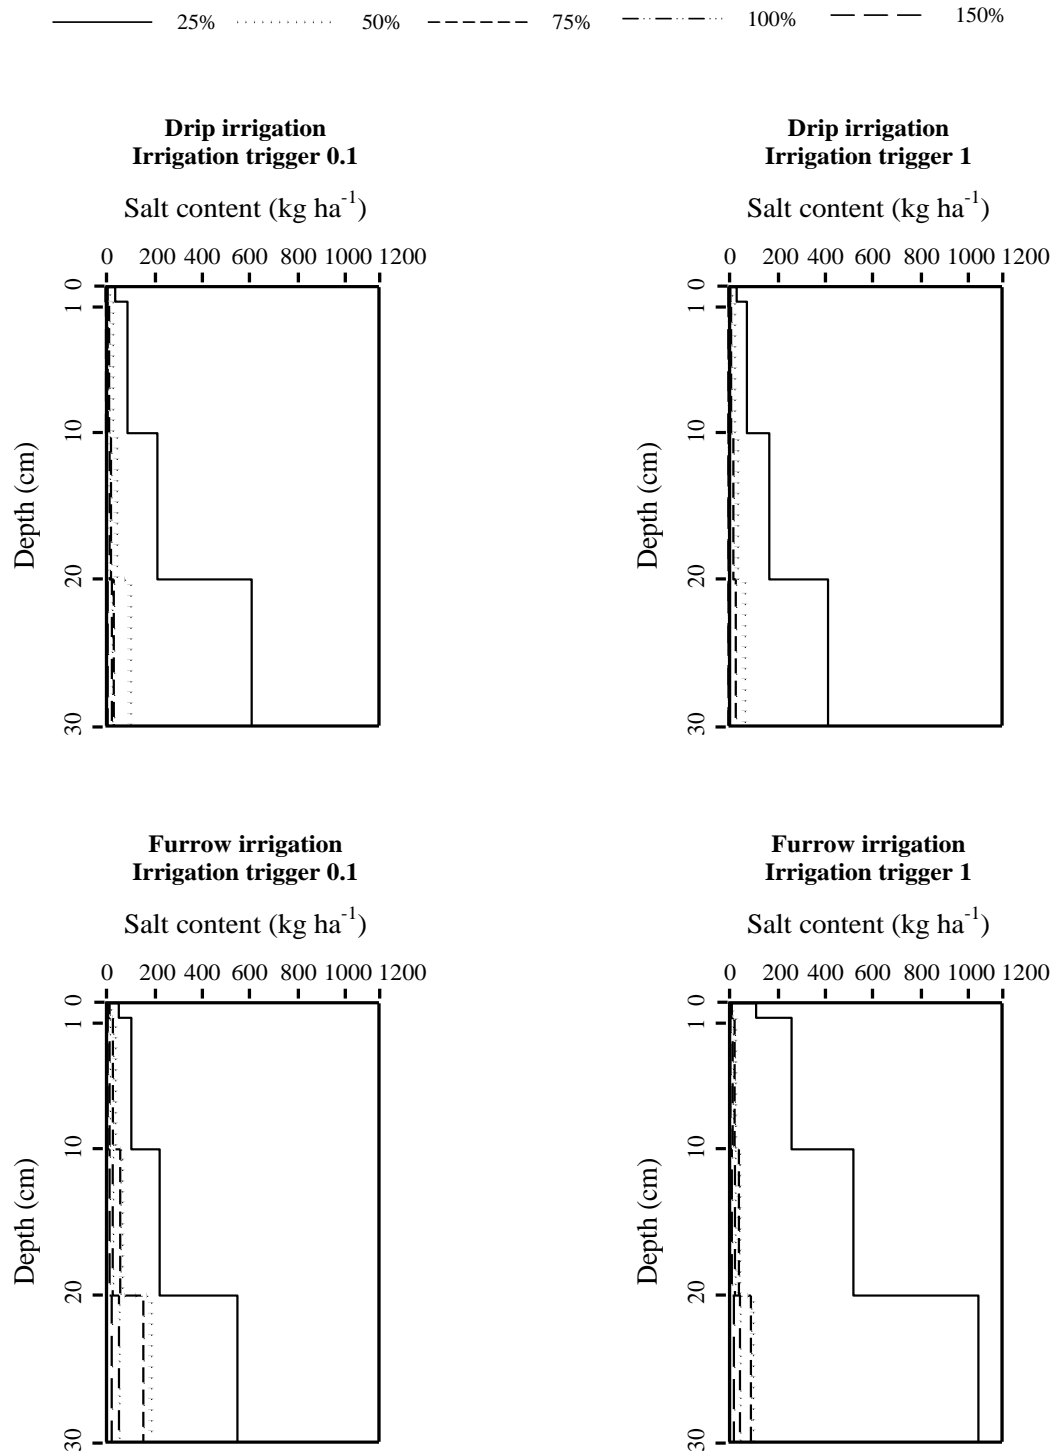 25% 50% 75% 100% 150%
Drip irrigation
Irrigation trigger 0.1
Salt content (kg ha-1)
0 200 400 600 800 1000 1200
0
1
10
20
30
Depth (cm)
Drip irrigation
Irrigation trigger 1
Salt content (kg ha-1)
0 200 400 600 800 1000 1200
0
1
10
20
30
Depth (cm)
Furrow irrigation
Irrigation trigger 0.1
Salt content (kg ha-1)
0 200 400 600 800 1000 1200
0
1
10
20
30
Depth (cm)
Furrow irrigation
Irrigation trigger 1
Salt content (kg ha-1)
0 200 400 600 800 1000 1200
0
1
10
20
30
Depth (cm)